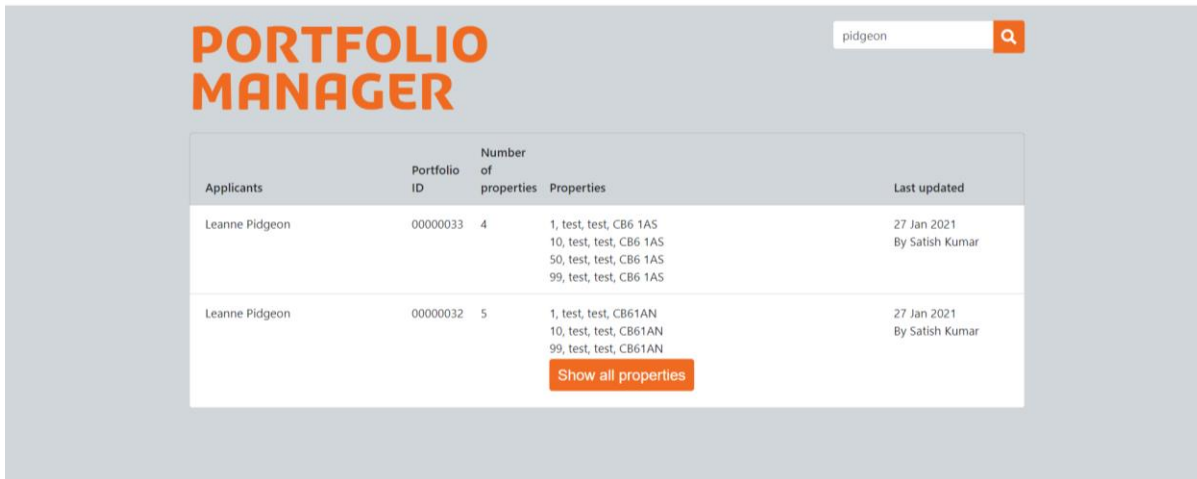 PORTFOLIO
MANAGER
pidgeon
Applicants
Portfolio
ID
Number
of
properties
Properties
Last updated
Leanne Pidgeon
00000033
4
1, test, test, CB6 1AS
10, test, test, CB6 1AS
50, test, test, CB6 1AS
99, test, test, CB6 1AS
27 Jan 2021
By Satish Kumar
Leanne Pidgeon
00000032
5
1, test, test, CB61AN
10, test, test, CB61AN
99, test, test, CB61AN
Show all properties
27 Jan 2021
By Satish Kumar